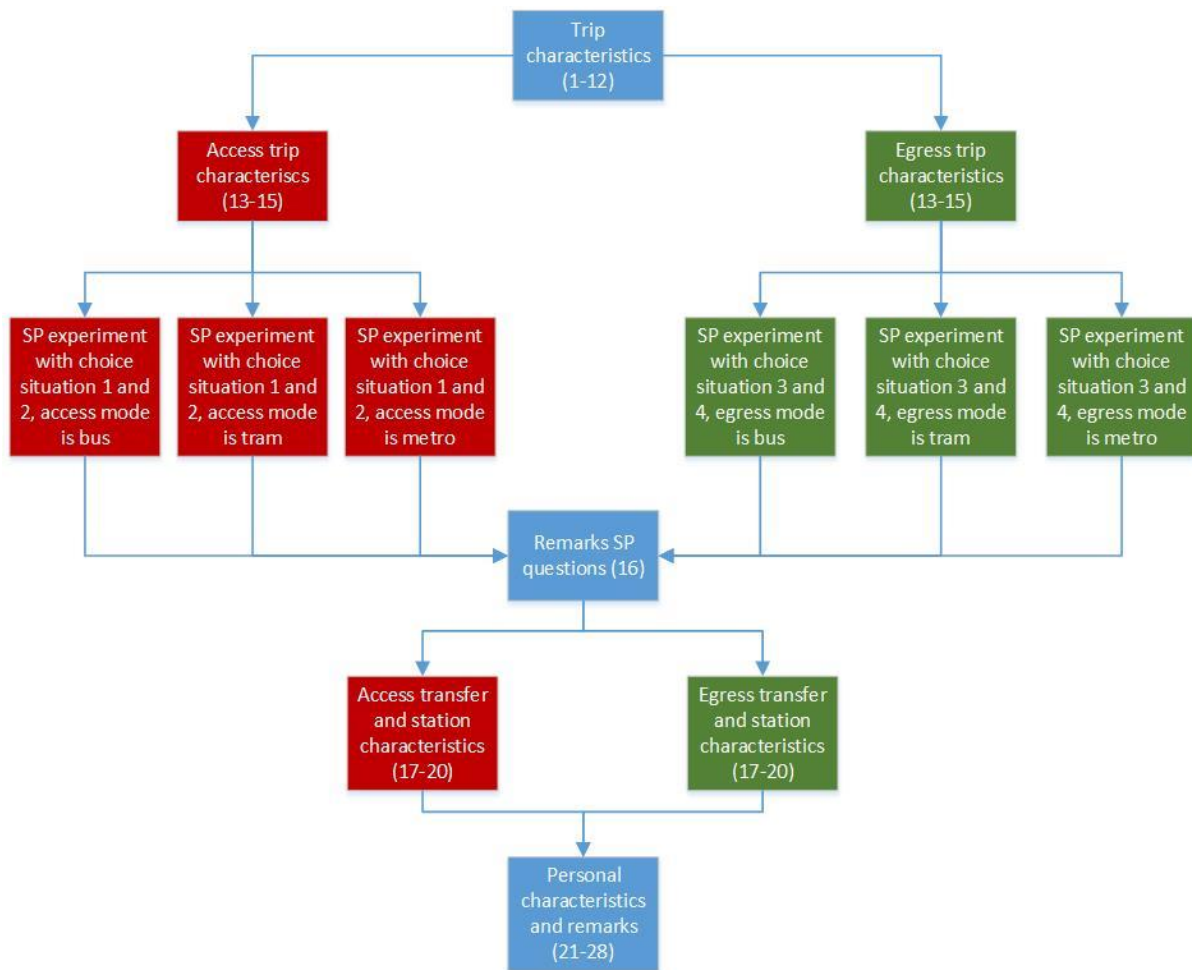 Trip
characteristics
(1-12)
Access trip
characteriscs
(13-15)
Egress trip
characteristics
(13-15)
SP experiment
with choice
situation 1 and
2, access mode
is bus
SP experiment
with choice
situation 1 and
2, access mode
is tram
SP experiment
with choice
situation 1 and
2, access mode
is metro
SP experiment
with choice
situation 3 and
4, egress mode
is bus
SP experiment
with choice
situation 3 and
4, egress mode
is tram
SP experiment
with choice
situation 3 and
4, egress mode
is metro
Remarks SP
questions (16)
Access transfer
and station
characteristics
(17-20)
Egress transfer
and station
characteristics
(17-20)
Personal
characteristics
and remarks
(21-28)